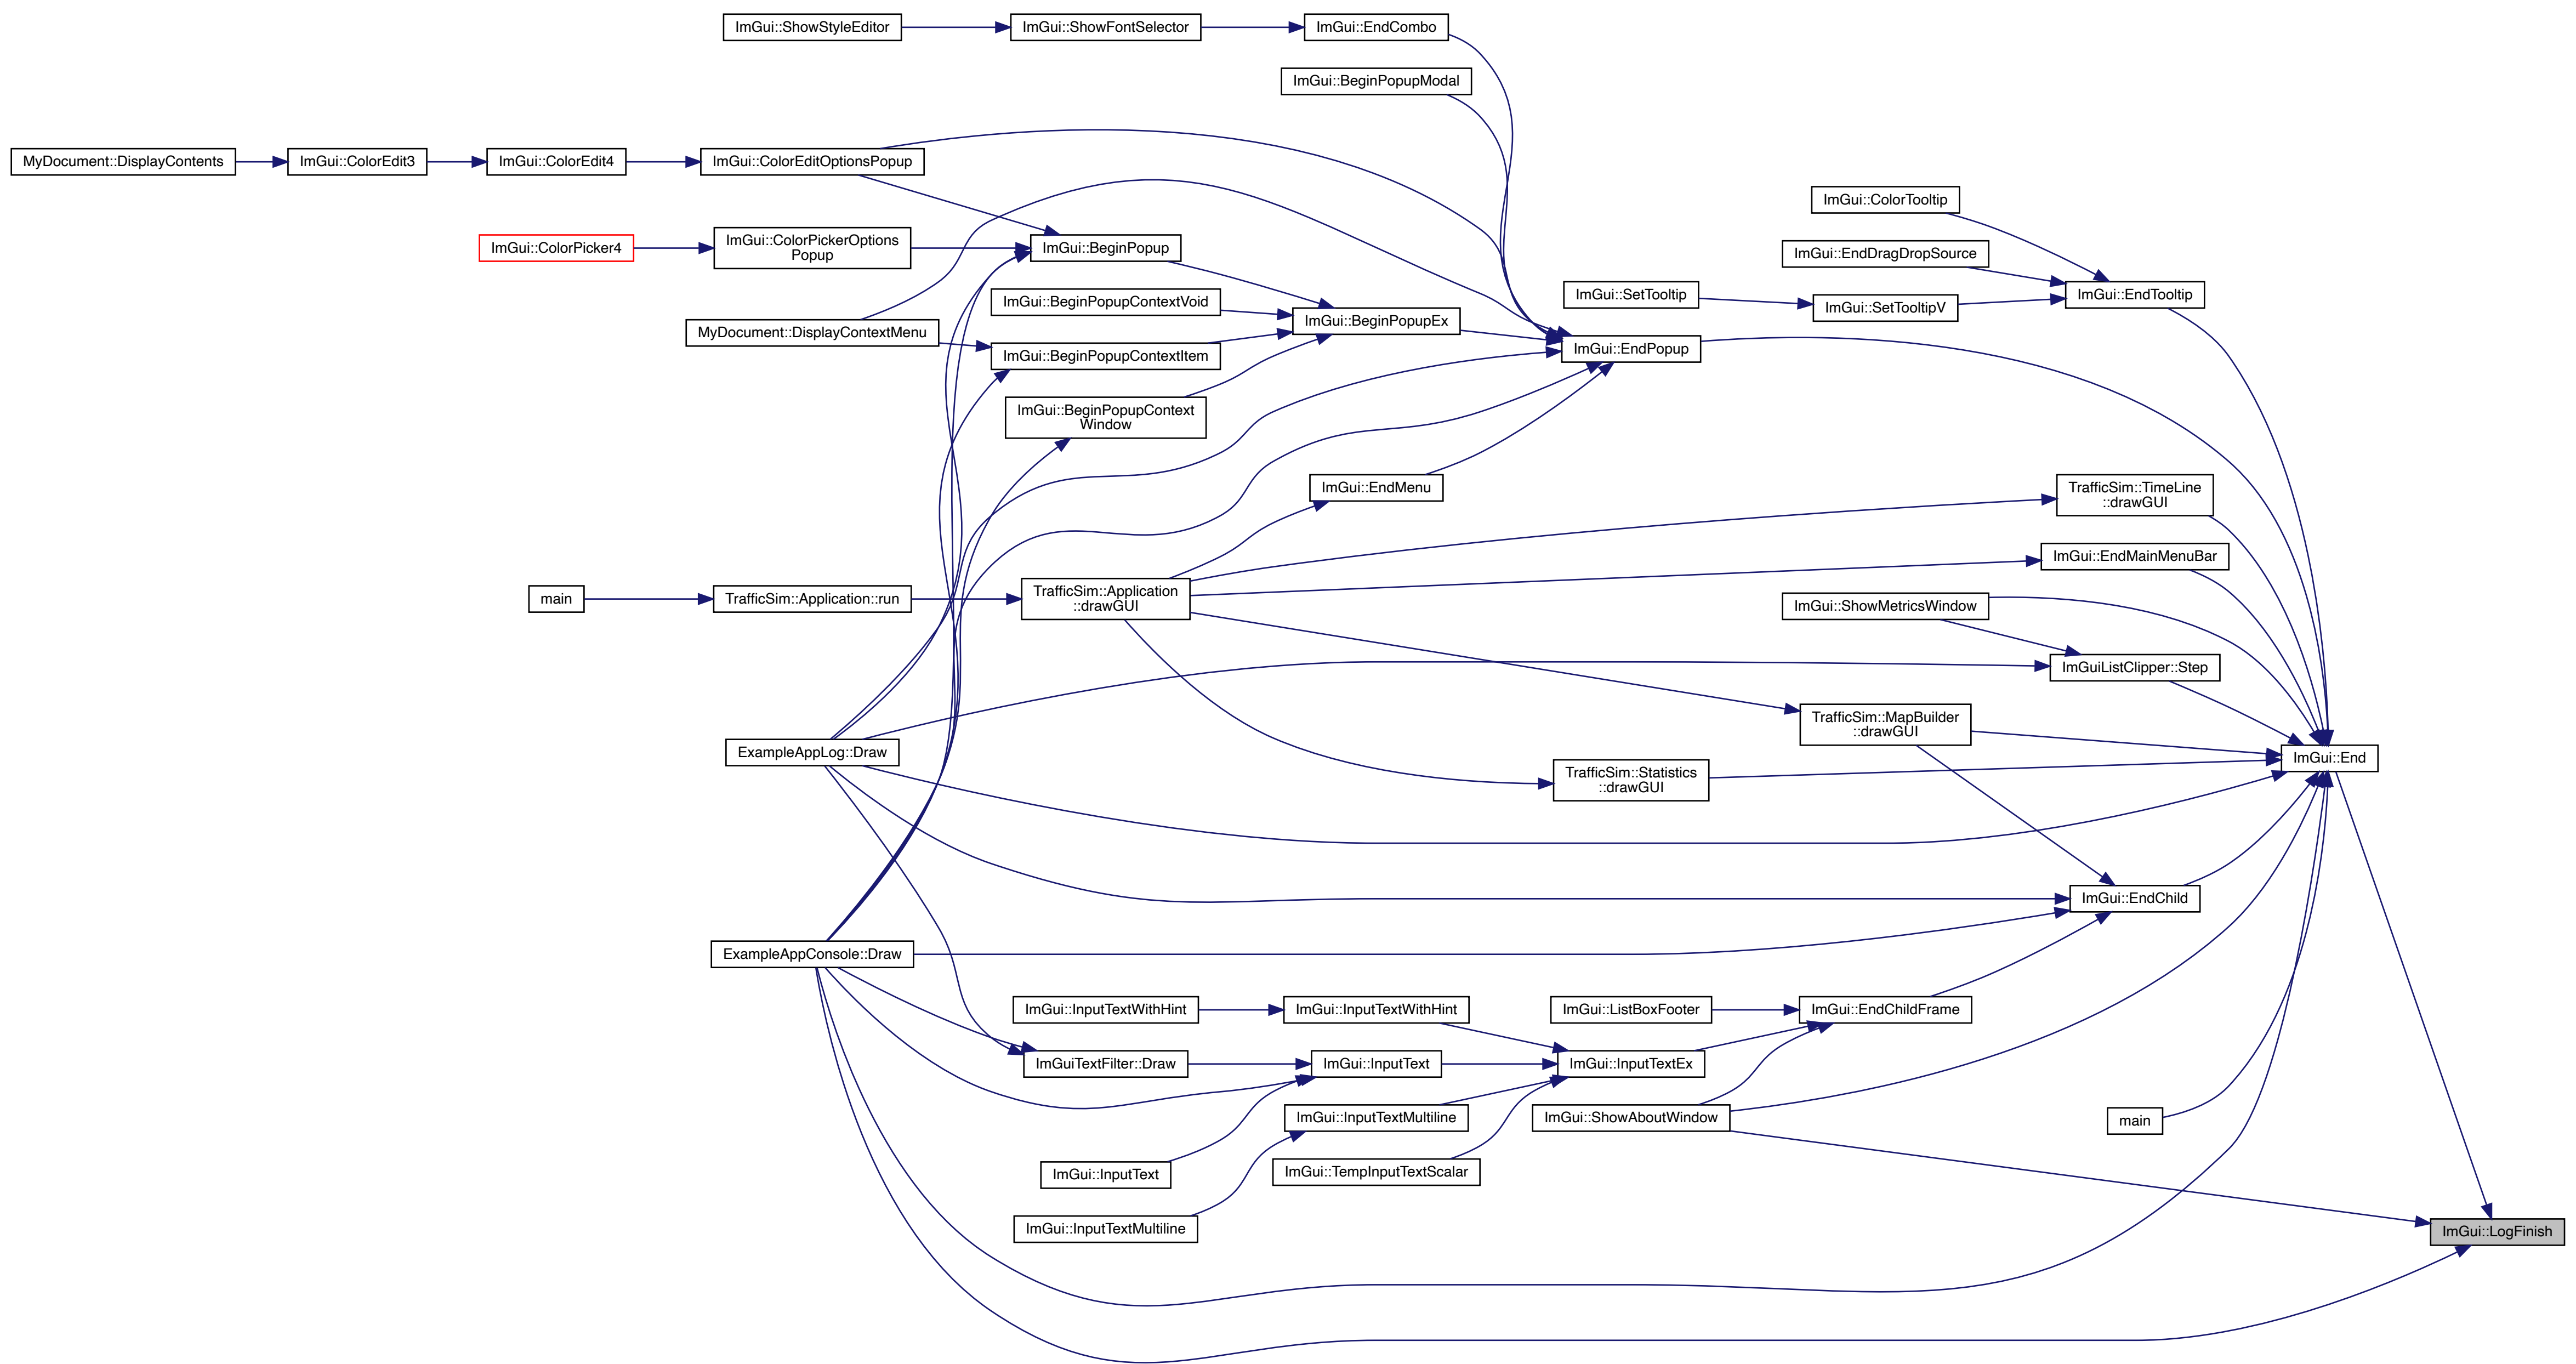 ImGui::ShowStyleEditor
ImGui::ShowFontSelector
ImGui::EndCombo
ImGui::BeginPopupModal
MyDocument::DisplayContents
ImGui::ColorEdit3
ImGui::ColorEdit4
ImGui::ColorEditOptionsPopup
ImGui::ColorTooltip
ImGui::ColorPicker4
ImGui::ColorPickerOptions
Popup
ImGui::BeginPopup
ImGui::EndDragDropSource
ImGui::BeginPopupContextVoid
ImGui::SetTooltip
ImGui::SetTooltipV
ImGui::EndTooltip
MyDocument::DisplayContextMenu
ImGui::BeginPopupEx
ImGui::BeginPopupContextItem
ImGui::EndPopup
ImGui::BeginPopupContext
Window
ImGui::EndMenu
TrafficSim::TimeLine
::drawGUI
ImGui::EndMainMenuBar
main
TrafficSim::Application::run
TrafficSim::Application
::drawGUI
ImGui::ShowMetricsWindow
ImGuiListClipper::Step
TrafficSim::MapBuilder
::drawGUI
ExampleAppLog::Draw
TrafficSim::Statistics
::drawGUI
ImGui::End
ImGui::EndChild
ExampleAppConsole::Draw
ImGui::InputTextWithHint
ImGui::InputTextWithHint
ImGui::ListBoxFooter
ImGui::EndChildFrame
ImGuiTextFilter::Draw
ImGui::InputText
ImGui::InputTextEx
ImGui::InputTextMultiline
ImGui::ShowAboutWindow
main
ImGui::InputText
ImGui::TempInputTextScalar
ImGui::InputTextMultiline
ImGui::LogFinish